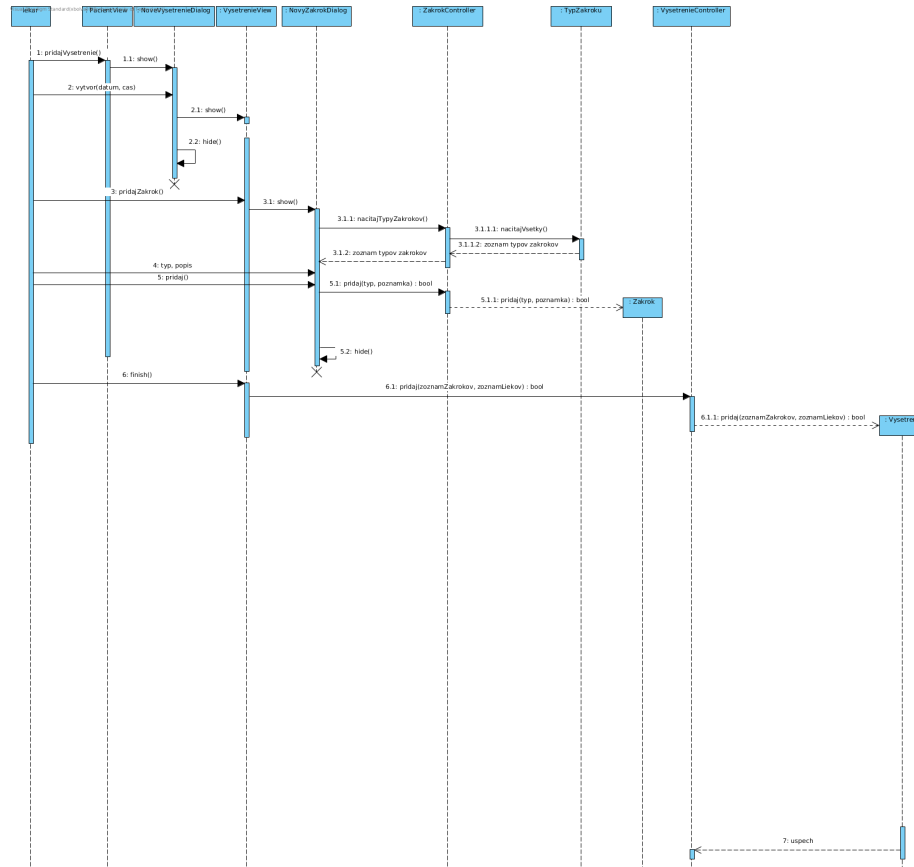 lekar
: PacientView
: NoveVysetrenieDialog
: VysetrenieView
: NovyZakrokDialog
: ZakrokController
: TypZakroku
: VysetrenieController
1: pridajVysetrenie()
1.1: show()
2: vytvor(datum, cas)
2.1: show()
2.2: hide()
3: pridajZakrok()
3.1: show()
3.1.1: nacitajTypyZakrokov()
3.1.1.1: nacitajVsetky()
3.1.1.2: zoznam typov zakrokov
3.1.2: zoznam typov zakrokov
4: typ, popis
5: pridaj()
5.1: pridaj(typ, poznamka) : bool
5.1.1: pridaj(typ, poznamka) : bool
: Zakrok
5.2: hide()
6: finish()
6.1: pridaj(zoznamZakrokov, zoznamLiekov) : bool
6.1.1: pridaj(zoznamZakrokov, zoznamLiekov) : bool
: Vysetre
7: uspech